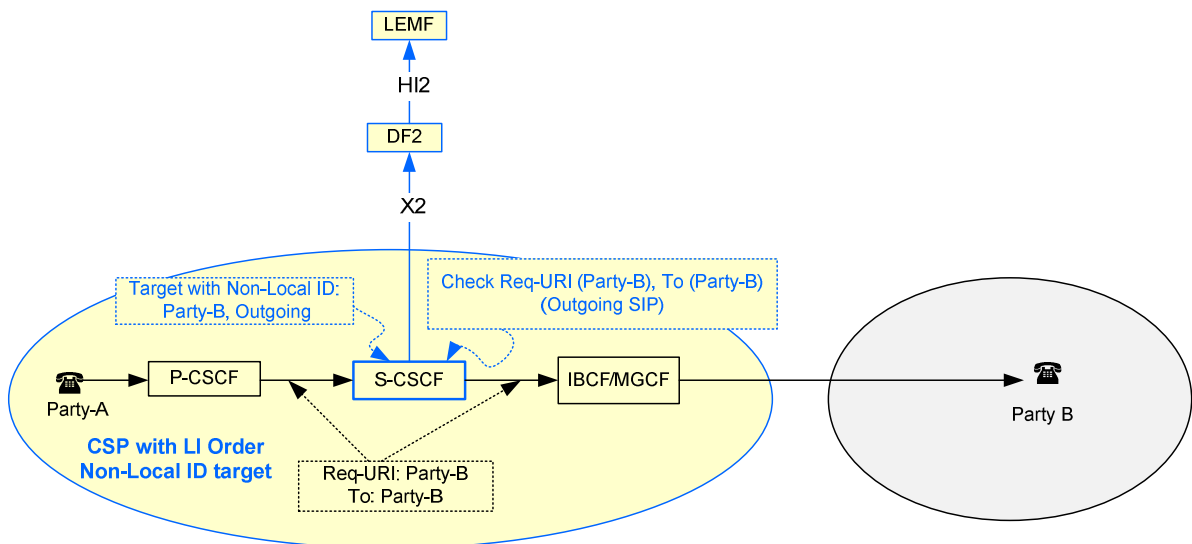 LEMF
HI2
DF2
X2
Target with Non-Local ID:
Party-B, Outgoing
Check Req-URI (Party-B), To (Party-B)
(Outgoing SIP)
Party-A
P-CSCF
S-CSCF
IBCF/MGCF
Party B
CSP with LI Order
Non-Local ID target
Req-URI: Party-B
To: Party-B